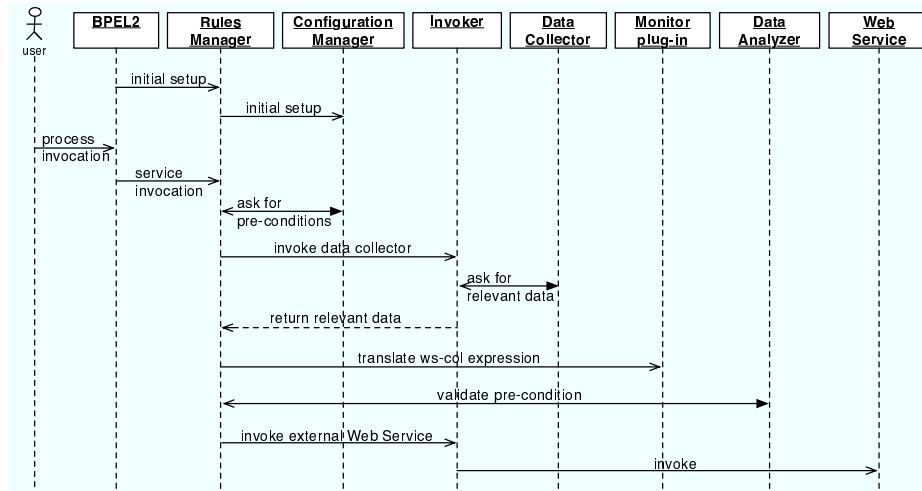 user
BPEL2
Rules
Manager
Configuration
Manager
Invoker
Data
Collector
Monitor
plug-in
Data
Analyzer
Web
Service
initial setup
initial setup
process
invocation
service
invocation
ask for
pre-conditions
invoke data collector
ask for
relevant data
return relevant data
translate ws-col expression
validate pre-condition
invoke external Web Service
invoke